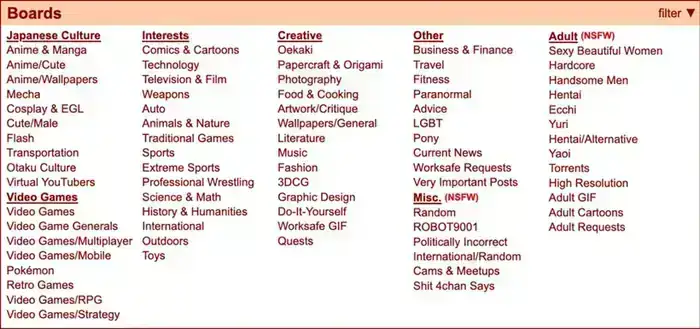 Boards
filter ▼
Japanese Culture
Anime & Manga
Anime/Cute
Anime/Wallpapers
Mecha
Cosplay & EGL
Cute/Male
Flash
Transportation
Otaku Culture
Virtual YouTubers
Video Games
Video Games
Video Game Generals
Video Games/Multiplayer
Video Games/Mobile
Pokémon
Retro Games
Video Games/RPG
Video Games/Strategy
Interests
Comics & Cartoons
Technology
Television & Film
Weapons
Auto
Animals & Nature
Traditional Games
Sports
Extreme Sports
Professional Wrestling
Science & Math
History & Humanities
International
Outdoors
Toys
Creative
Oekaki
Papercraft & Origami
Photography
Food & Cooking
Artwork/Critique
Wallpapers/General
Literature
Music
Fashion
3DCG
Graphic Design
Do-It-Yourself
Worksafe GIF
Quests
Other
Business & Finance
Travel
Fitness
Paranormal
Advice
LGBT
Pony
Current News
Worksafe Requests
Very Important Posts
Misc. (NSFW)
Random
ROBOT9001
Politically Incorrect
International/Random
Cams & Meetups
Shit 4chan Says
Adult (NSFW)
Sexy Beautiful Women
Hardcore
Handsome Men
Hentai
Ecchi
Yuri
Hentai/Alternative
Yaoi
Torrents
High Resolution
Adult GIF
Adult Cartoons
Adult Requests